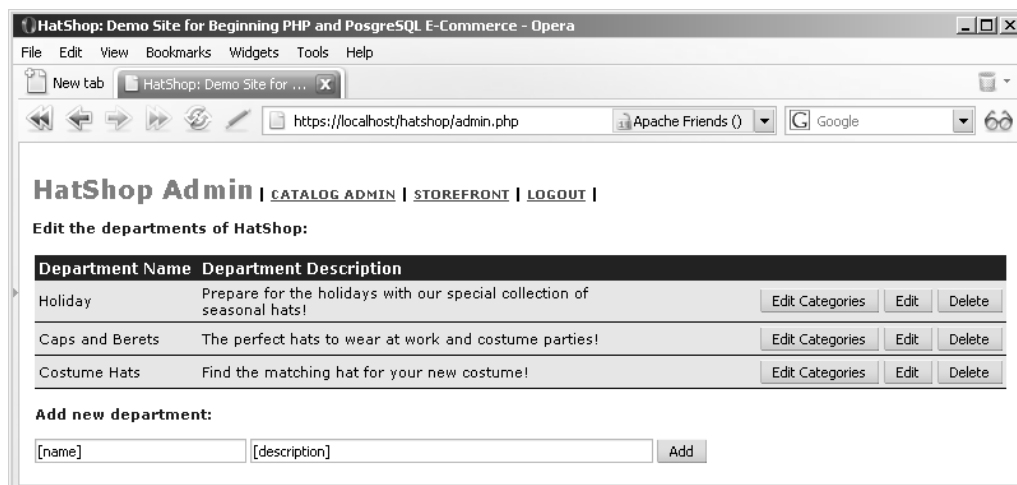 HatShop: Demo Site for Beginning PHP and PosgreSQL E-Commerce - Opera
File Edit View Bookmarks Widgets Tools Help
New tab HatShop: Demo Site for ... X
https://localhost/hatshop/admin.php Apache Friends () G Google
HatShop Admin | CATALOG ADMIN | STOREFRONT | LOGOUT |
Edit the departments of HatShop:
Department Name Department Description
Holiday Prepare for the holidays with our special collection of seasonal hats! Edit Categories Edit Delete
Caps and Berets The perfect hats to wear at work and costume parties! Edit Categories Edit Delete
Costume Hats Find the matching hat for your new costume! Edit Categories Edit Delete
Add new department:
[name] [description] Add